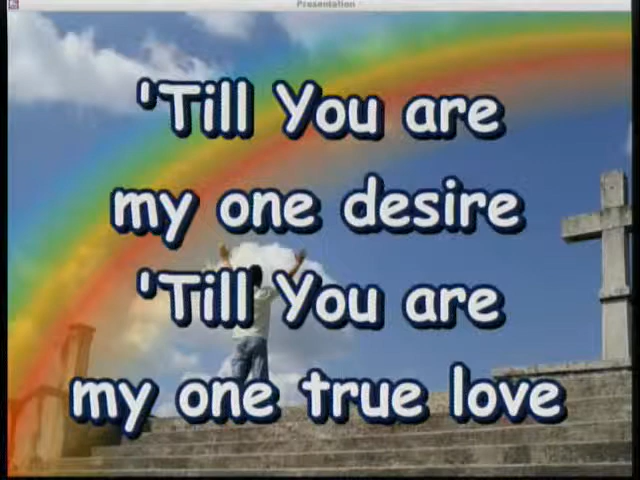 Presentation
'Till You are
my one desire
'Till You are
my one true love